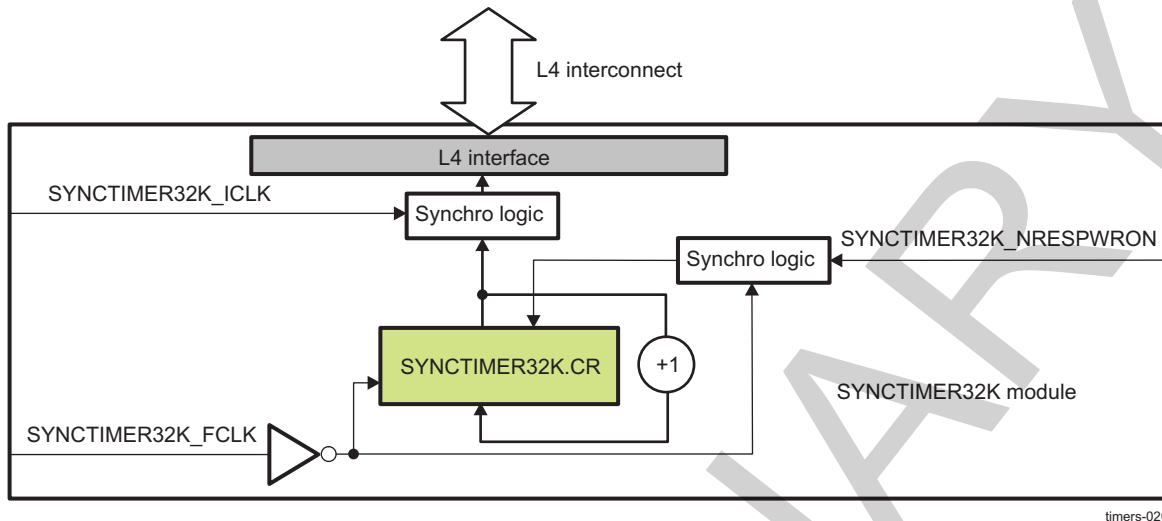 L4 interconnect
L4 interface
SYNCTIMER32K_ICLK
Synchro logic
SYNCTIMER32K_NRESPWRON
Synchro logic
SYNCTIMER32K.CR
+1
SYNCTIMER32K module
SYNCTIMER32K_FCLK